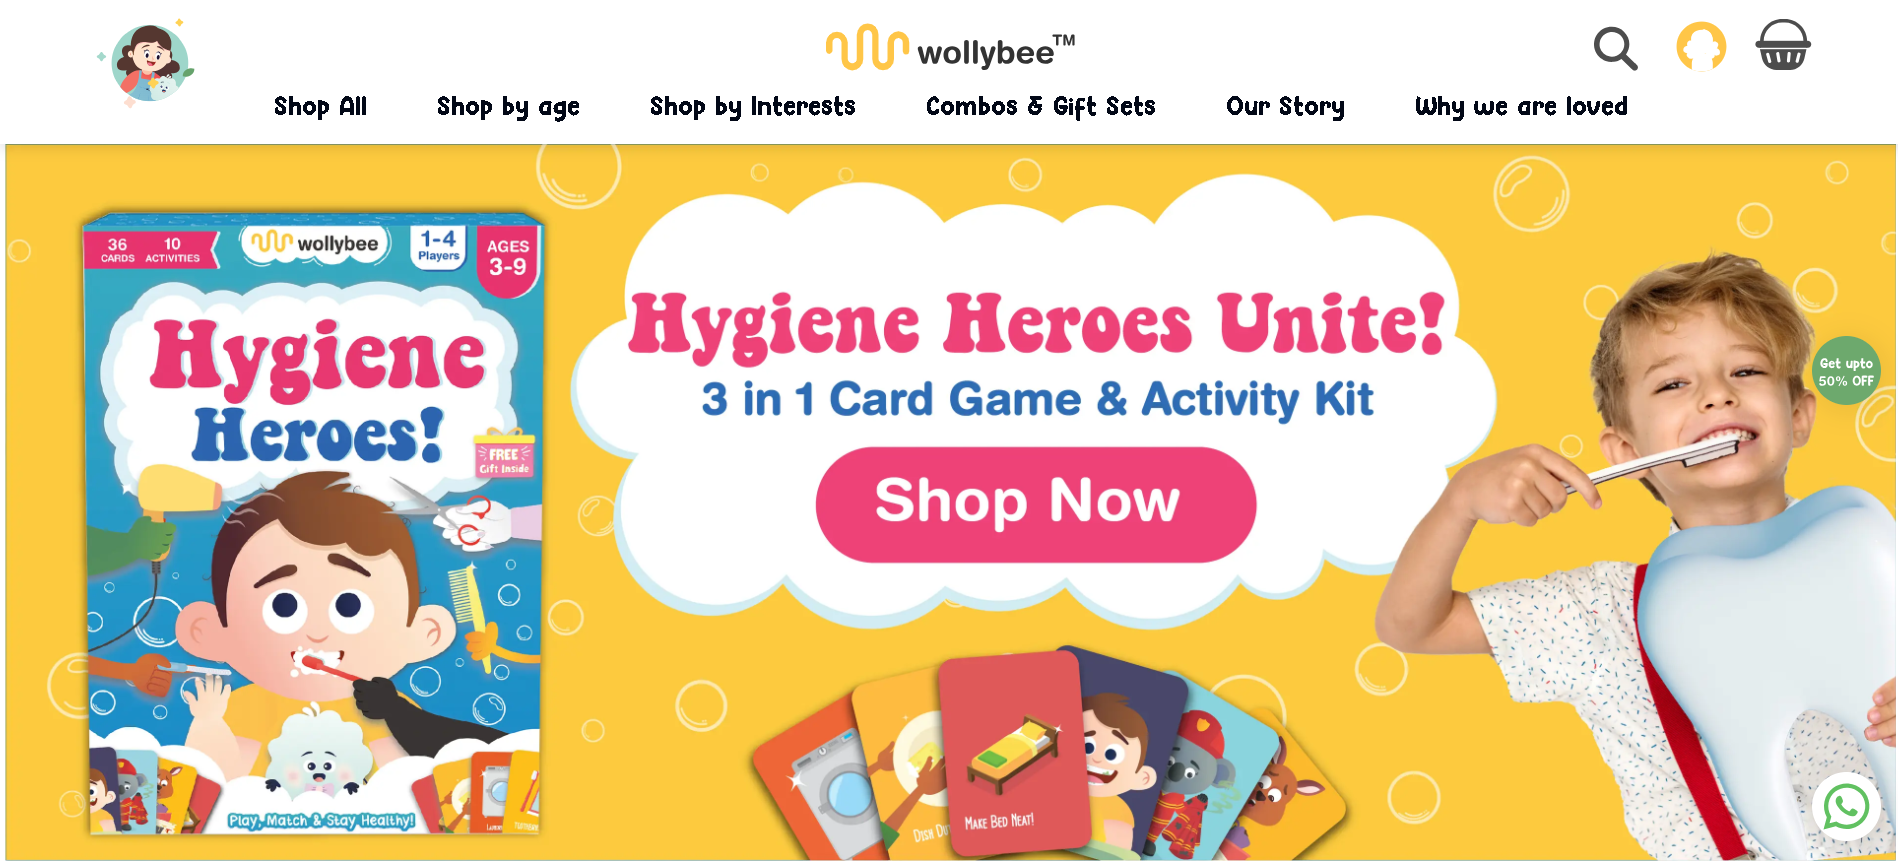 wollybee™
Shop All
Shop by age
Shop by Interests
Combos & Gift Sets
Our Story
Why we are loved
36 CARDS
10 ACTIVITIES
wollybee
1-4
Players
AGES
3-9
Hygiene
Heroes!
FREE
Gift Inside
Play, Match & Stay Healthy!
Hygiene Heroes Unite!
3 in 1 Card Game & Activity Kit
Shop Now
Get upto
50% OFF
MAKE BED NEAT!